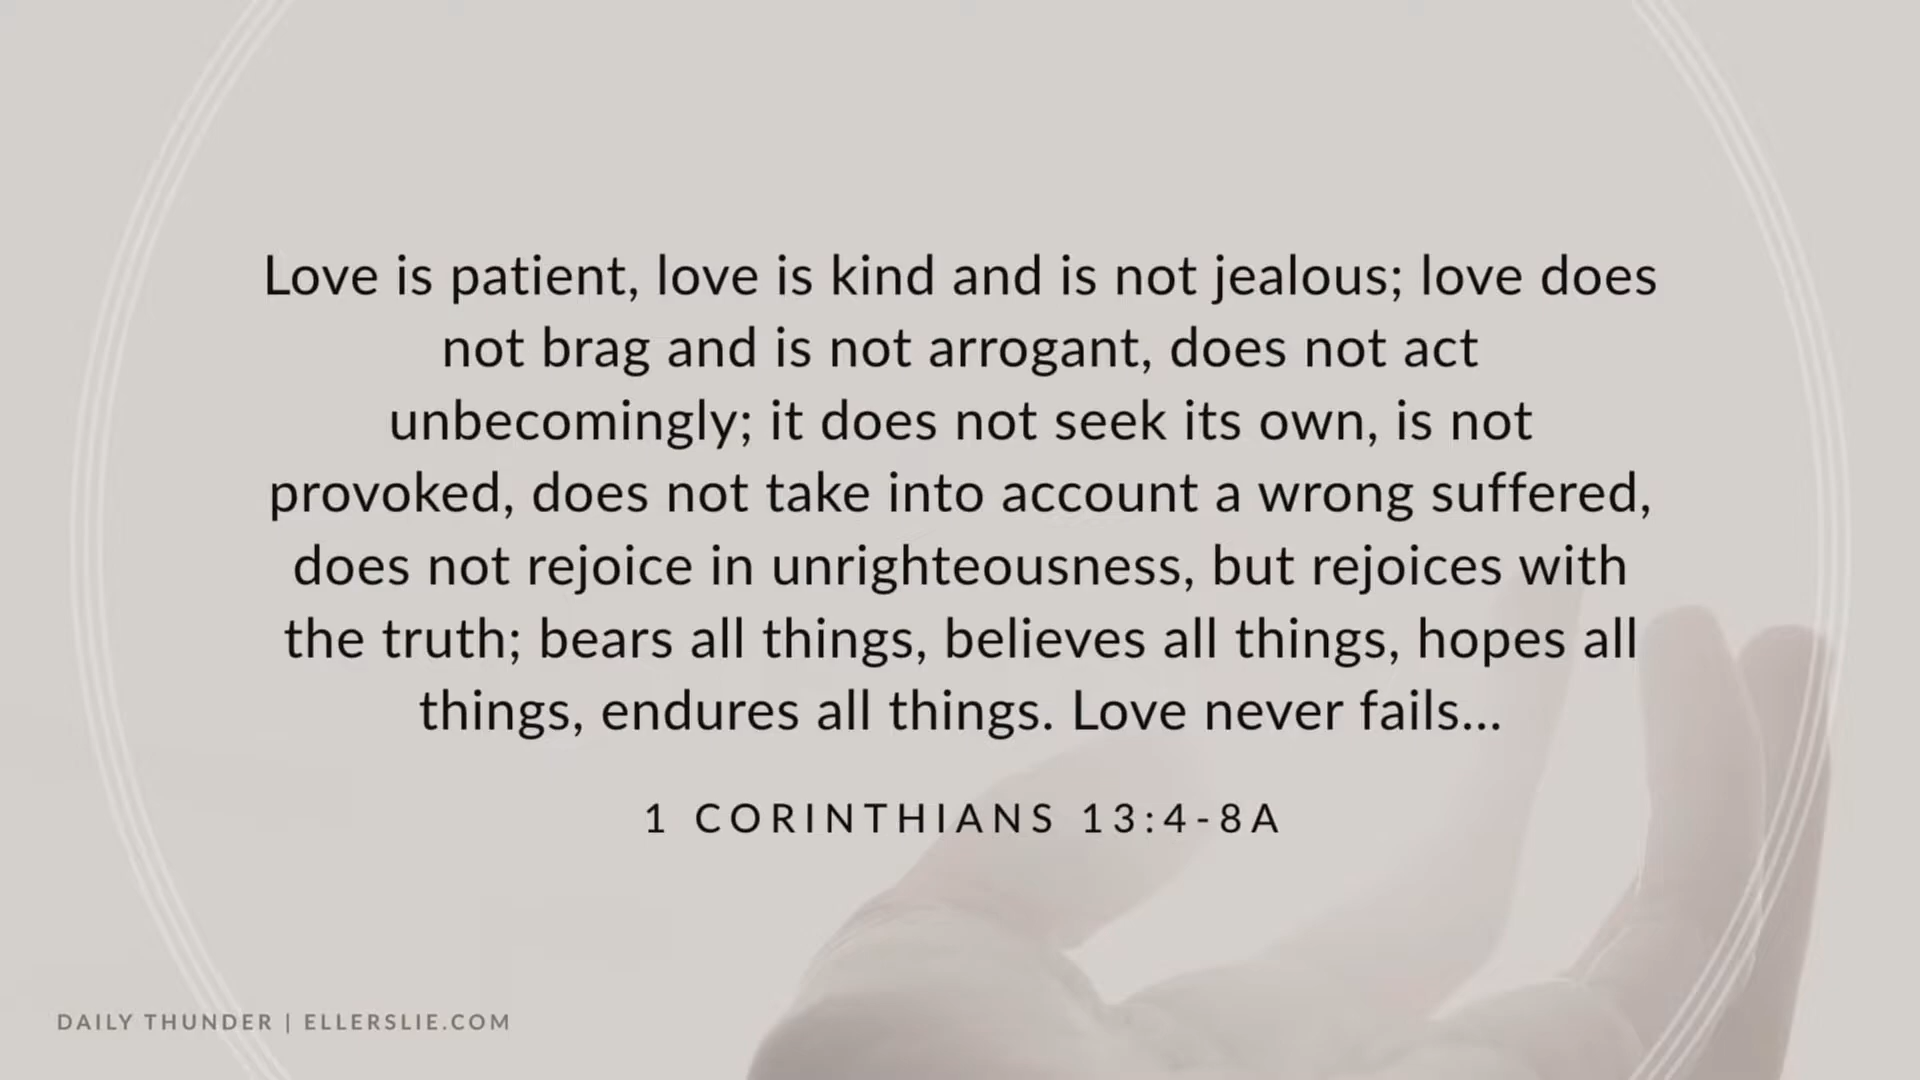 Love is patient, love is kind and is not jealous; love does
not brag and is not arrogant, does not act
unbecomingly; it does not seek its own, is not
provoked, does not take into account a wrong suffered,
does not rejoice in unrighteousness, but rejoices with
the truth; bears all things, believes all things, hopes all
things, endures all things. Love never fails...
1 CORINTHIANS 13:4-8A
DAILY THUNDER | ELLERSLIE.COM